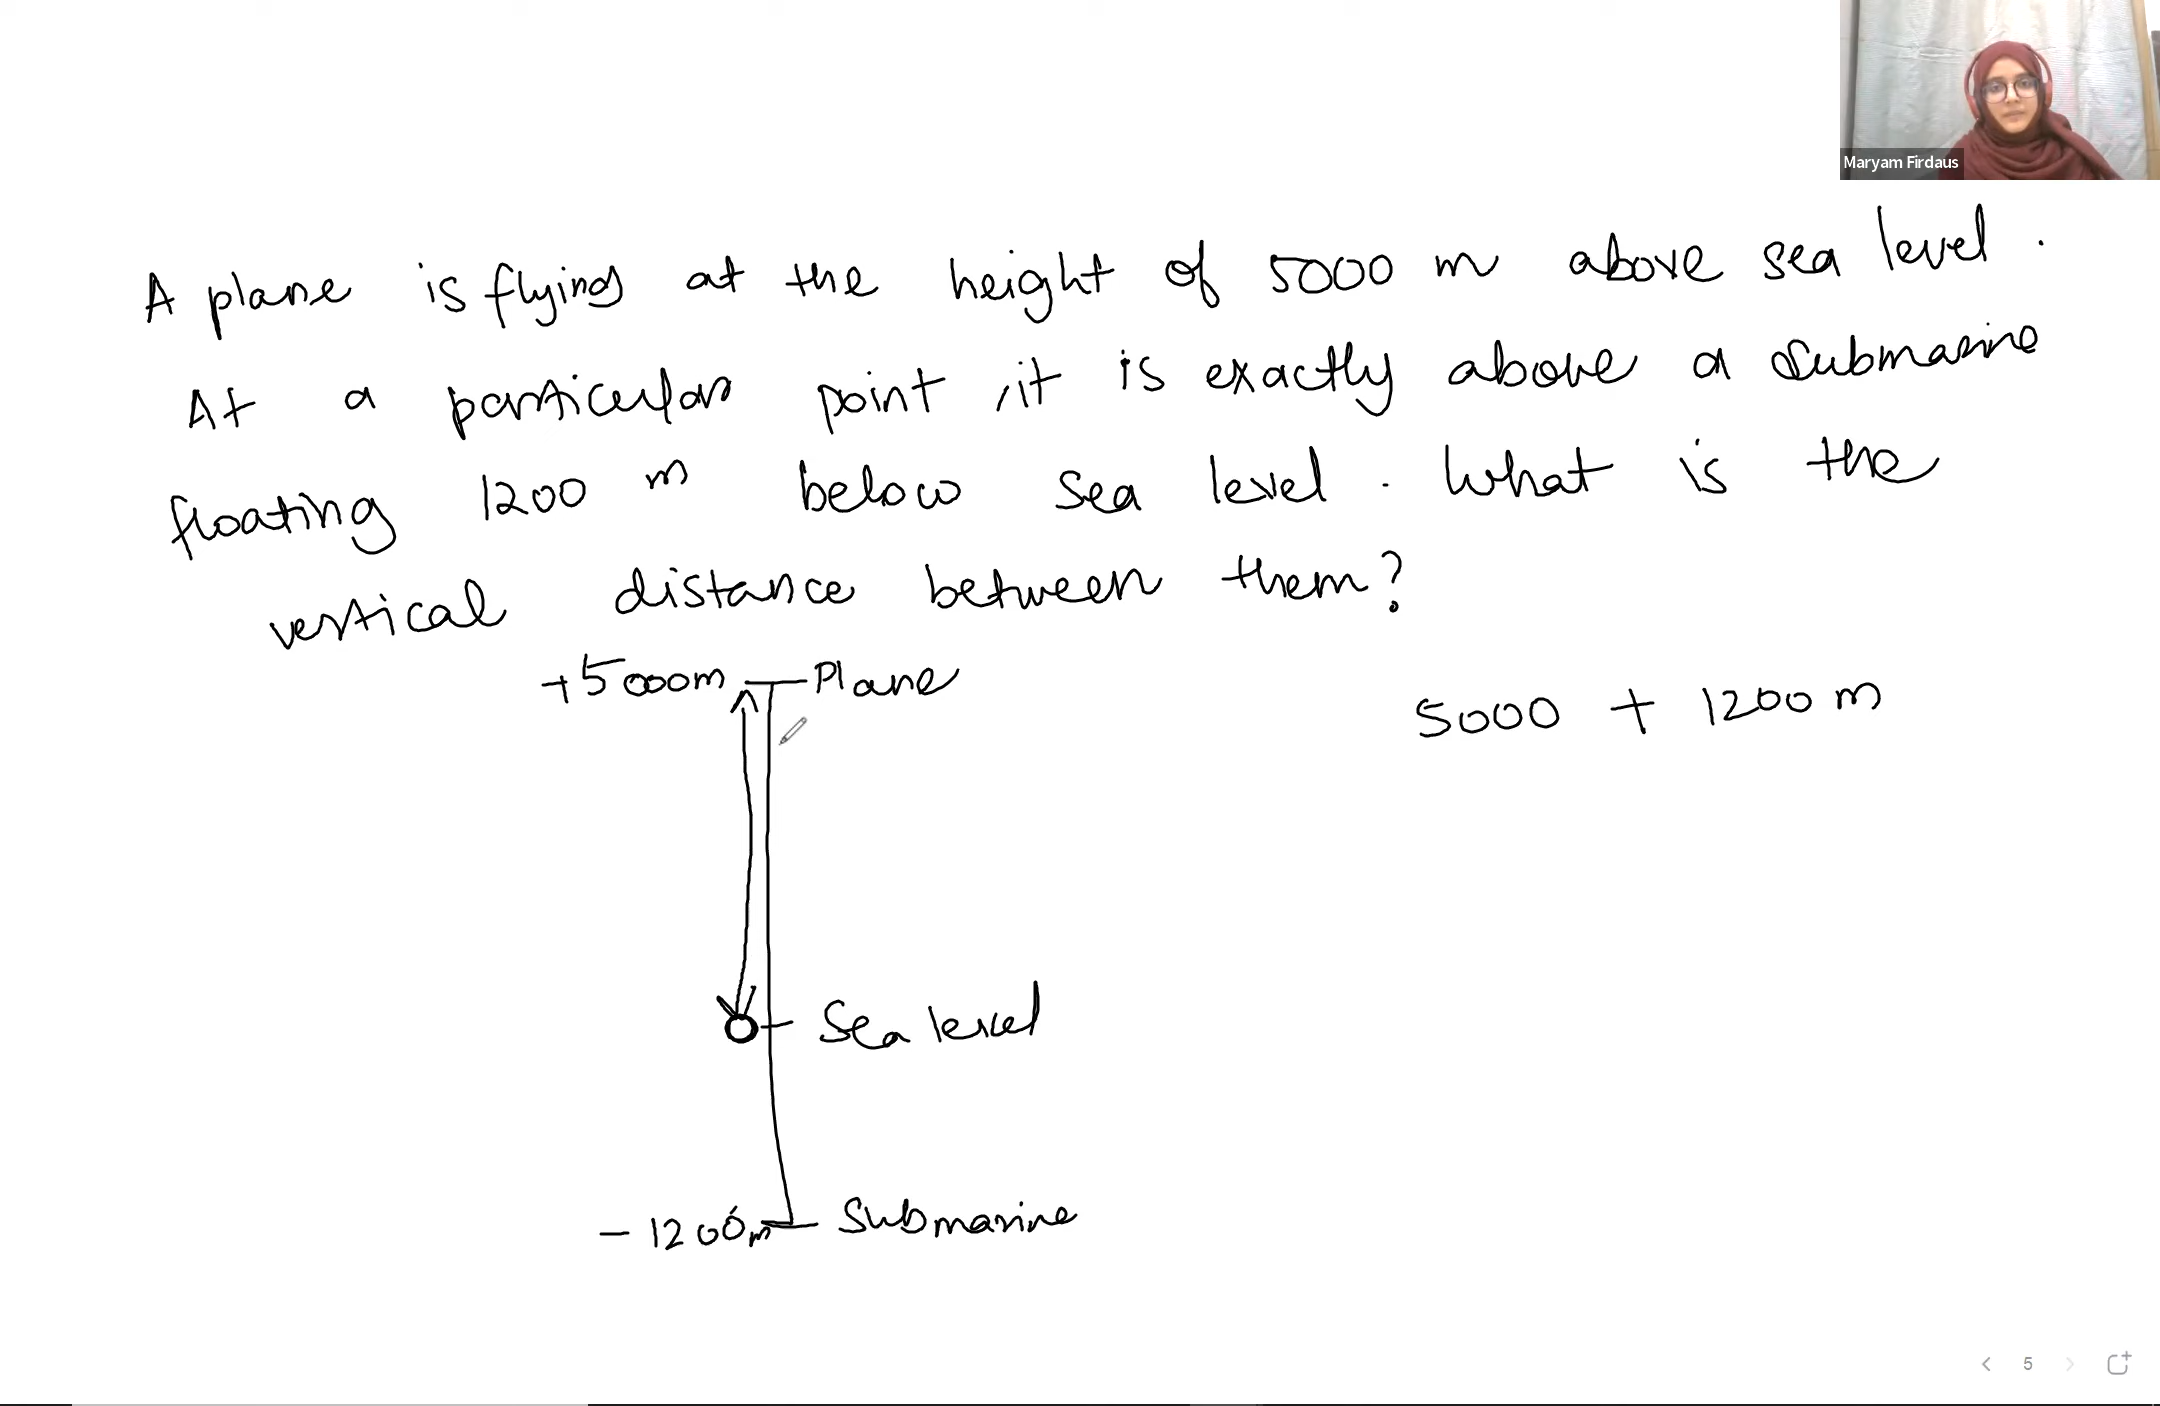 Maryam Firdaus
A plane is flying at the height of 5000 m above sea level.
At a particular point, it is exactly above a submarine
floating 1200 m below sea level. What is the
vertical distance between them?
+5000m Plane
5000 + 1200 m
Sea level
- 1200m Submarine
5